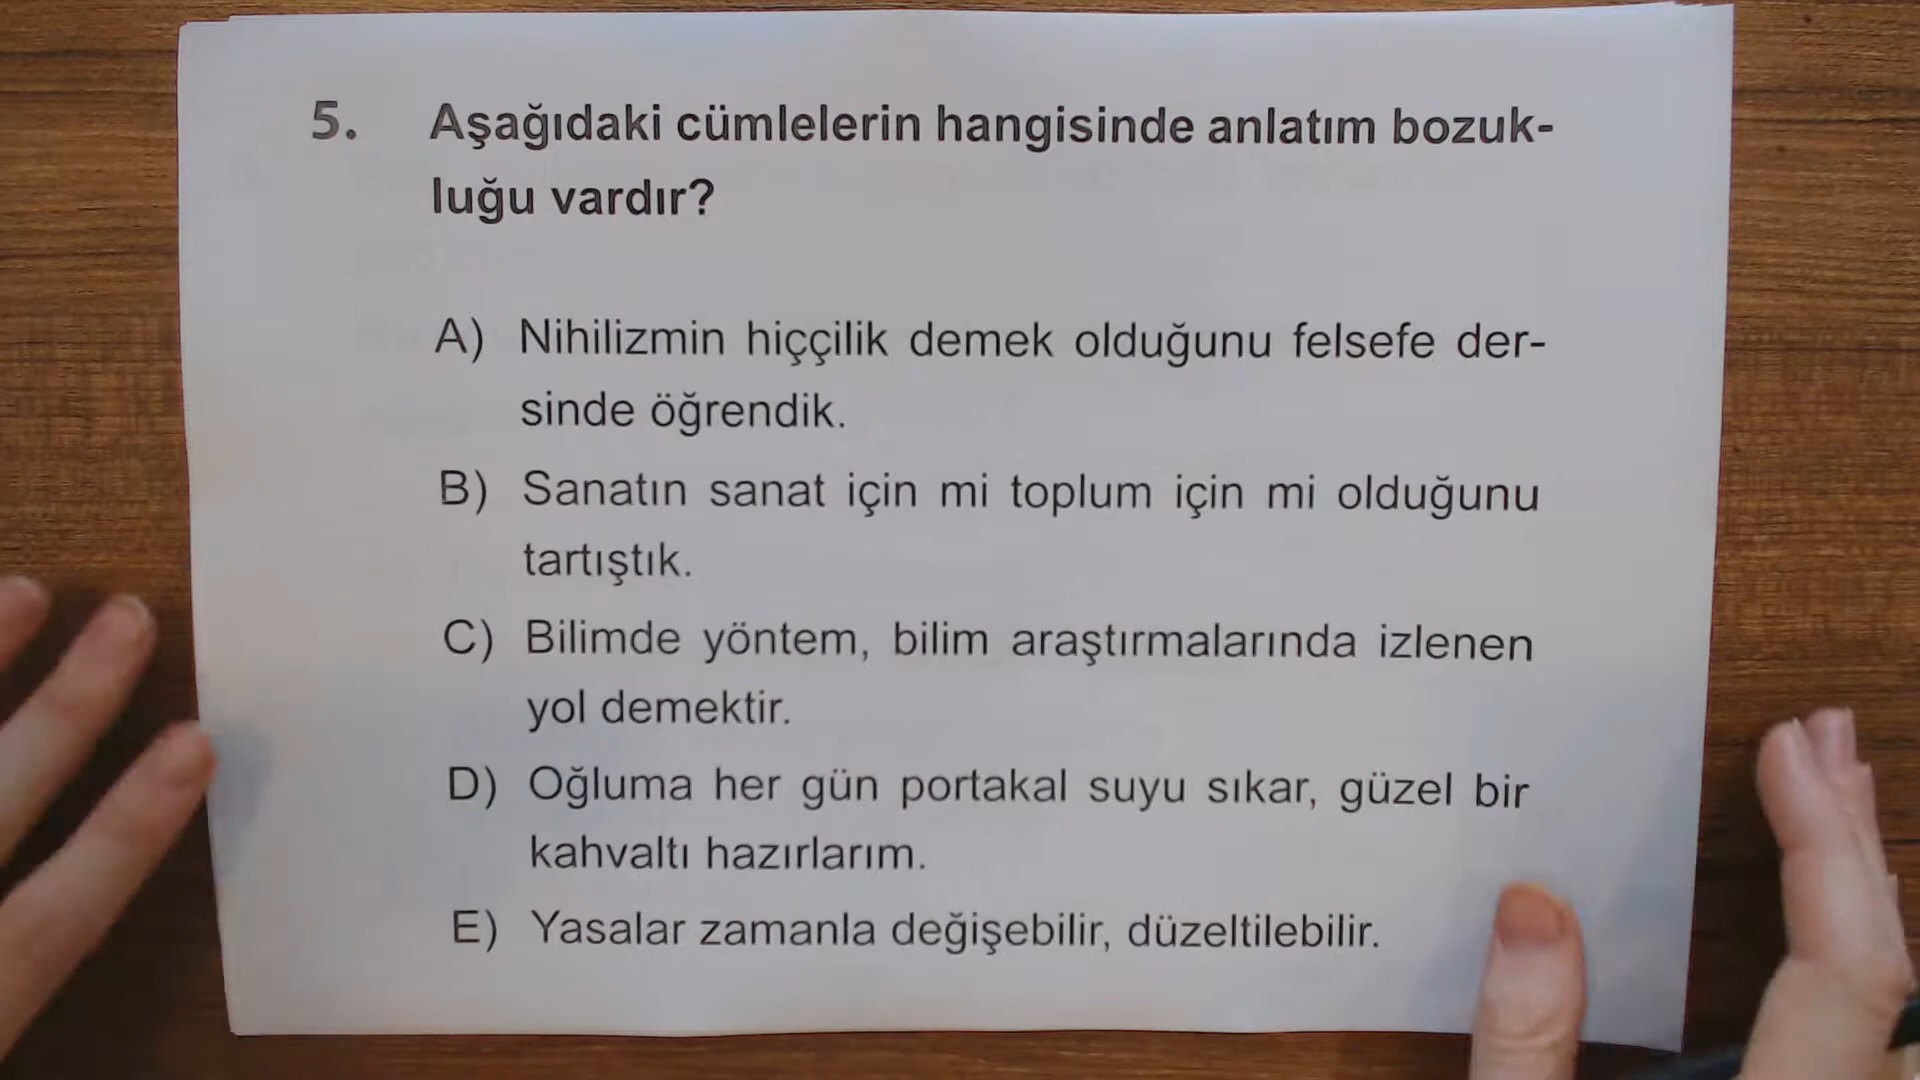 5. Aşağıdaki cümlelerin hangisinde anlatım bozuk-
luğu vardır?
A) Nihilizmin hiççilik demek olduğunu felsefe der-
sinde öğrendik.
B) Sanatın sanat için mi toplum için mi olduğunu
tartıştık.
C) Bilimde yöntem, bilim araştırmalarında izlenen
yol demektir.
D) Oğluma her gün portakal suyu sıkar, güzel bir
kahvaltı hazırlarım.
E) Yasalar zamanla değişebilir, düzeltilebilir.